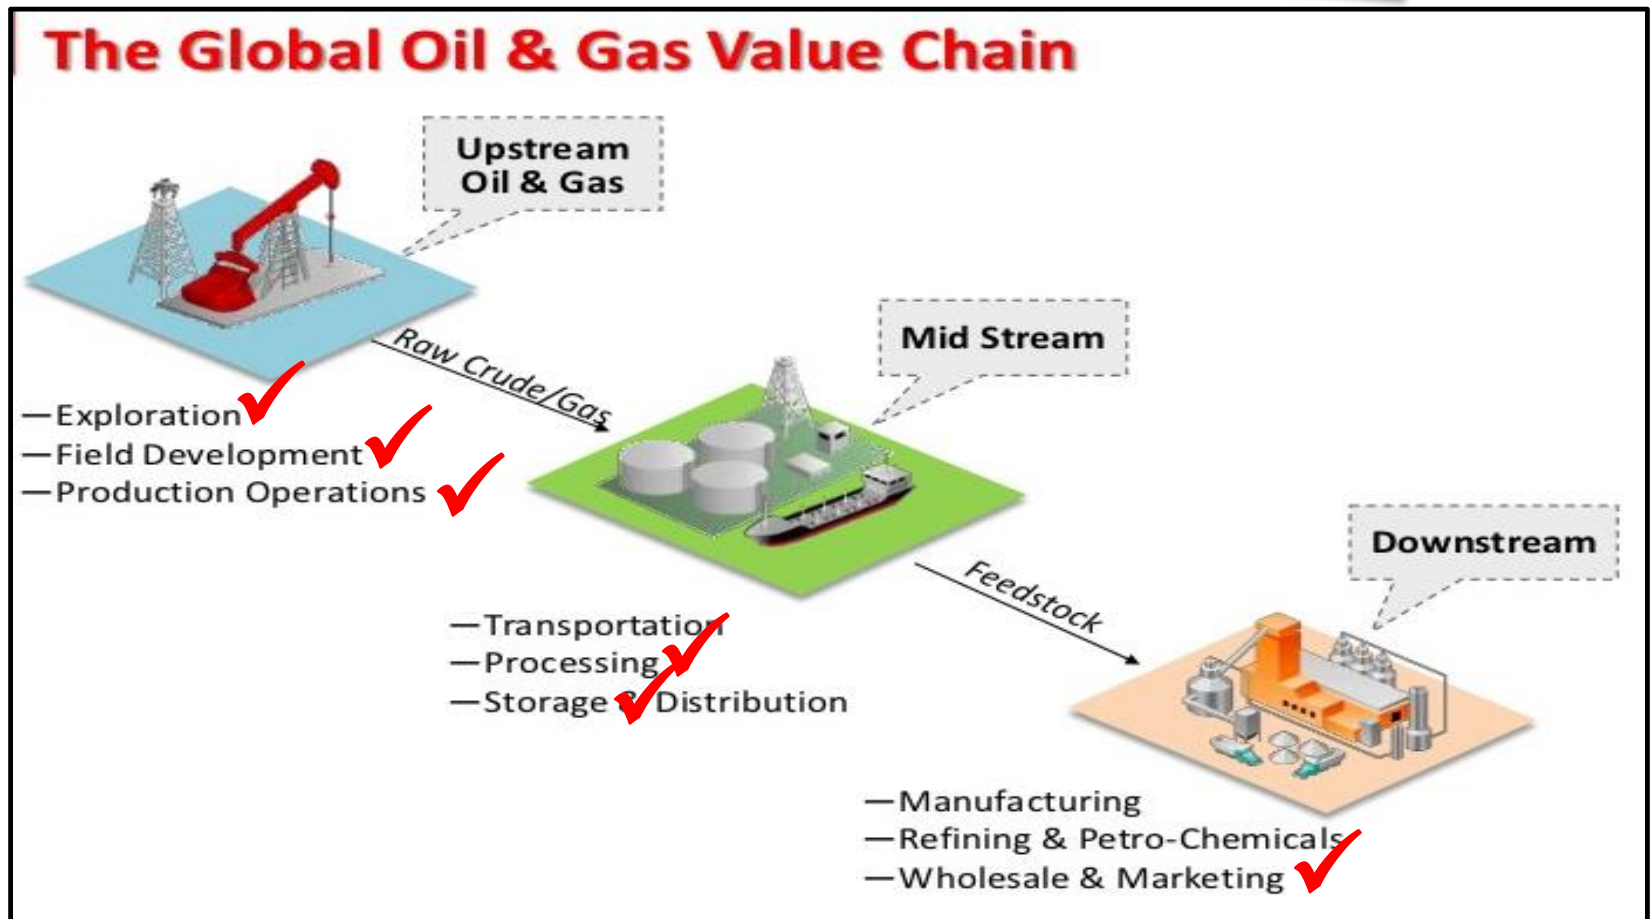 The Global Oil & Gas Value Chain
Upstream
Oil & Gas
Raw Crude/Gas
—Exploration
—Field Development
—Production Operations
Mid Stream
Feedstock
—Transportation
—Processing
—Storage & Distribution
Downstream
—Manufacturing
—Refining & Petro-Chemicals
—Wholesale & Marketing